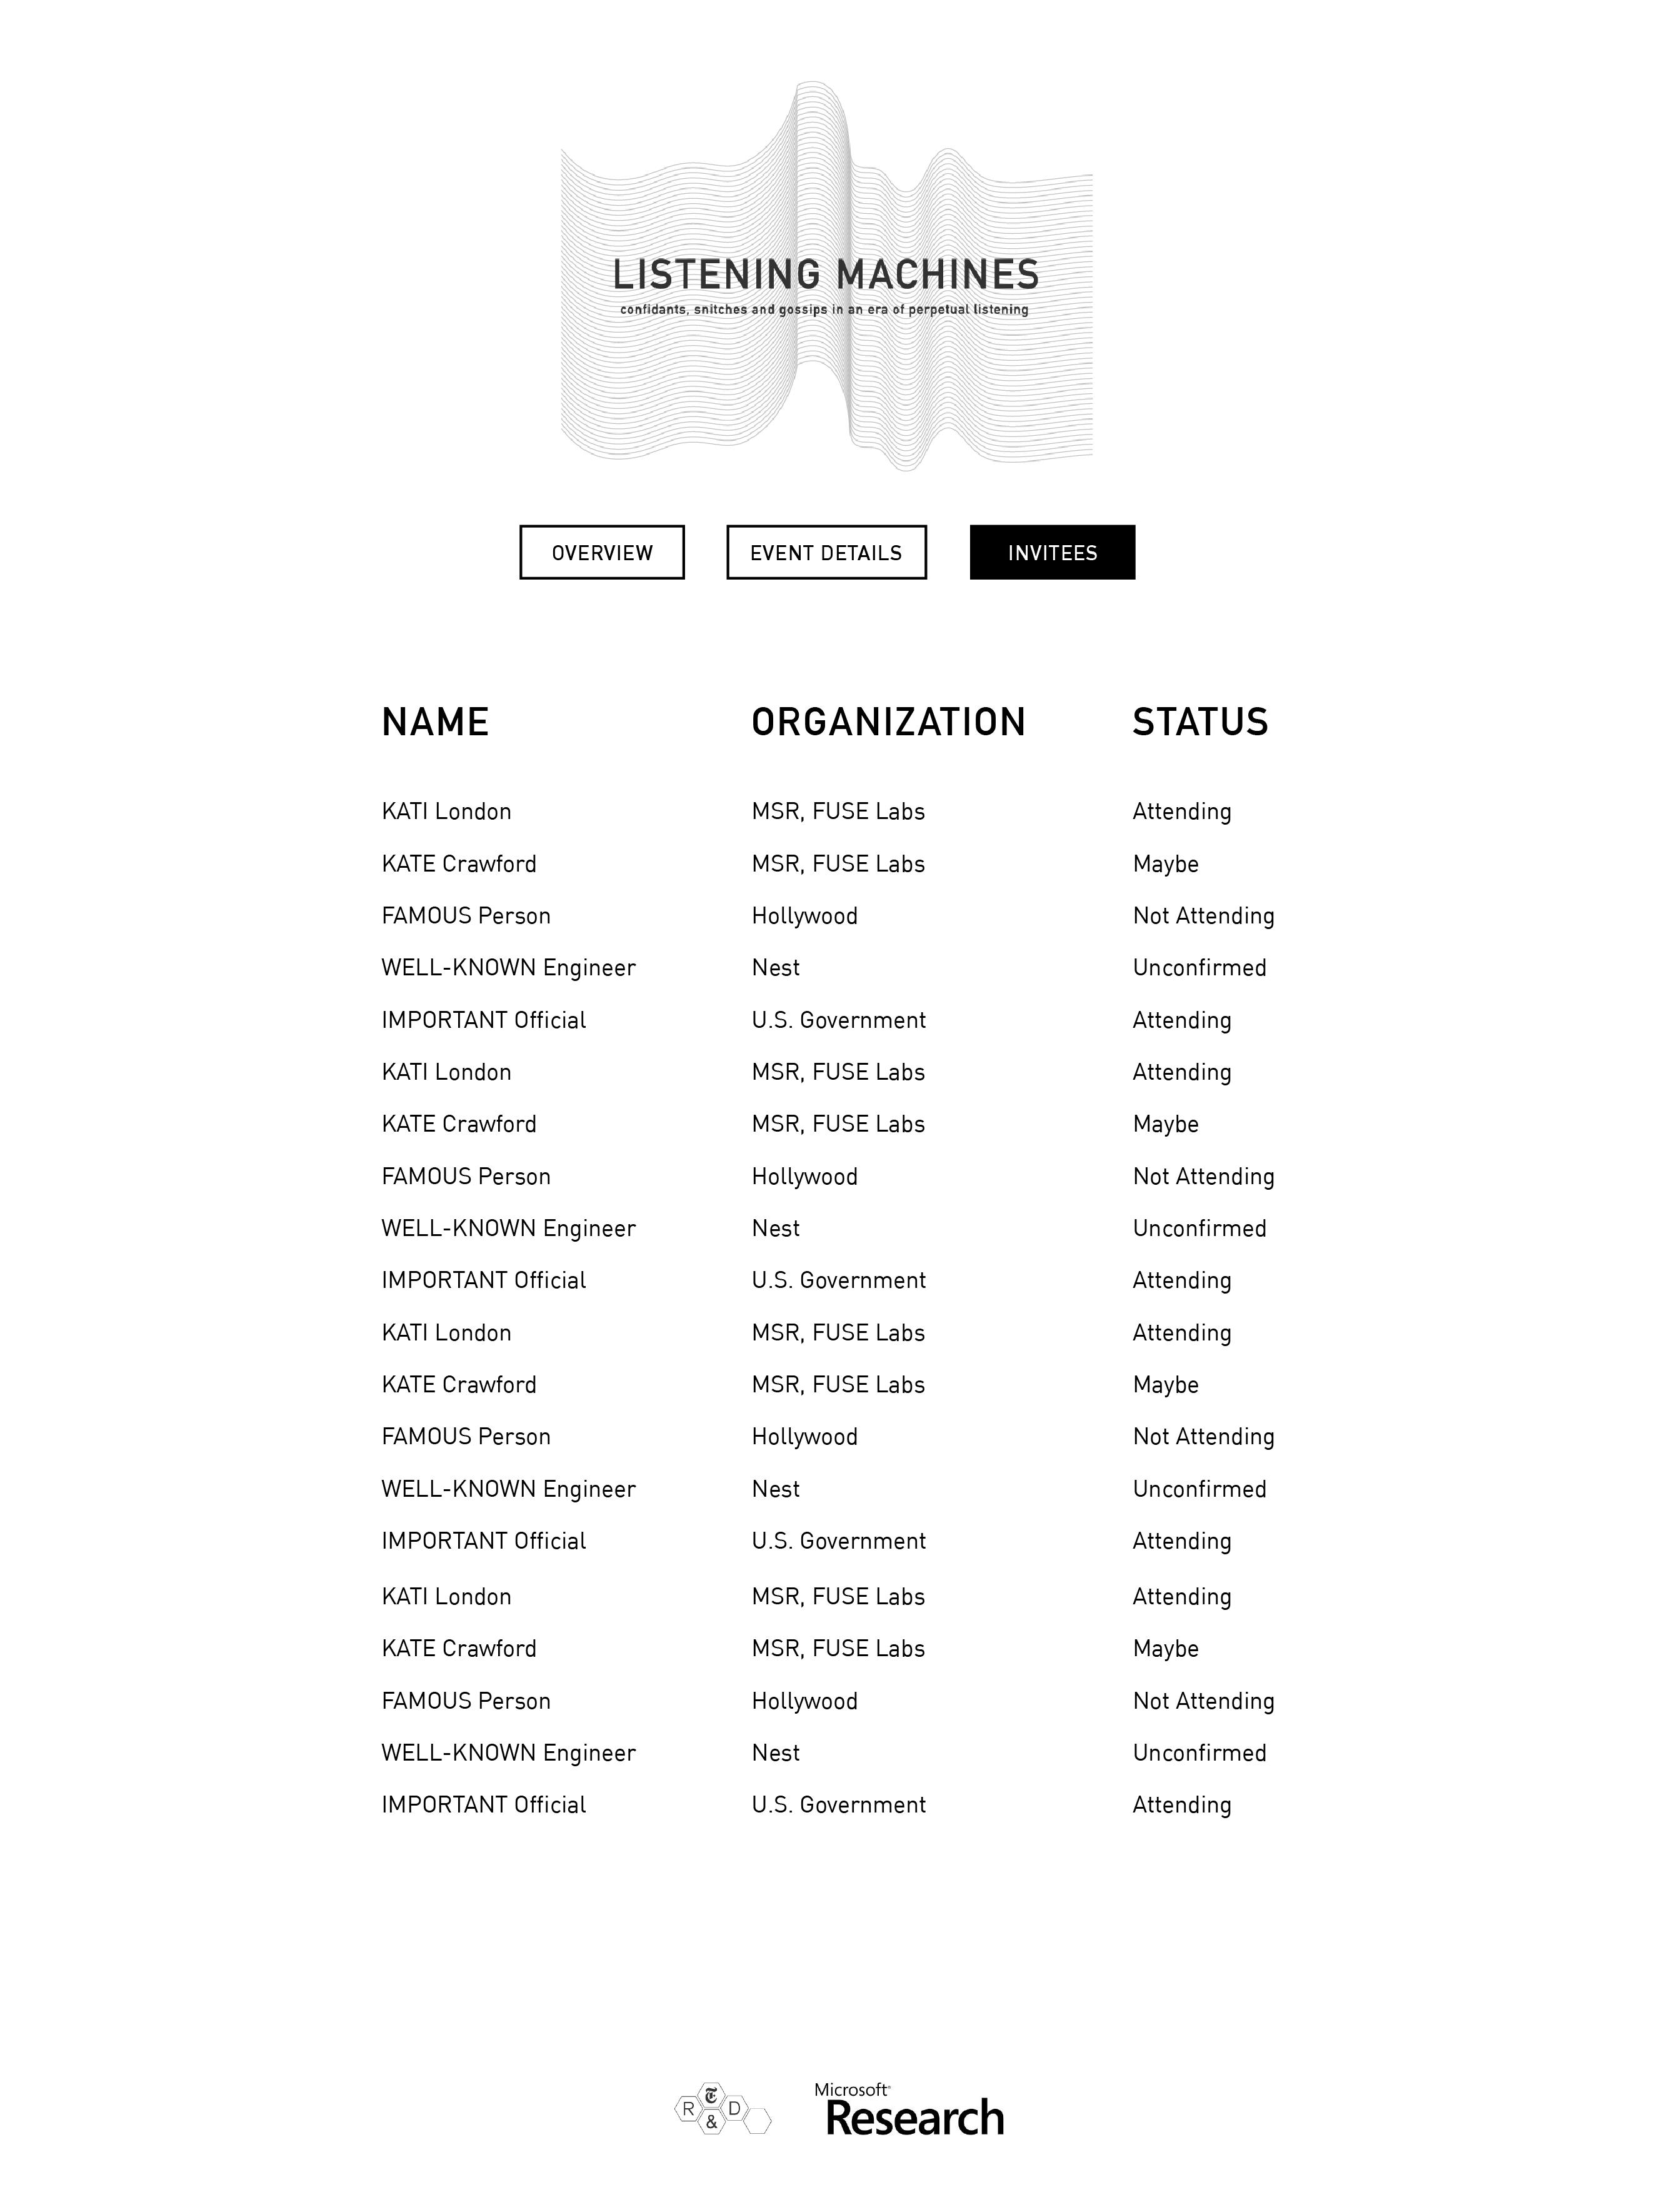 LISTENING MACHINES
confidants, snitches and gossips in an era of perpetual listening
OVERVIEW EVENT DETAILS INVITEES
NAME ORGANIZATION STATUS
KATI London MSR, FUSE Labs Attending
KATE Crawford MSR, FUSE Labs Maybe
FAMOUS Person Hollywood Not Attending
WELL-KNOWN Engineer Nest Unconfirmed
IMPORTANT Official U.S. Government Attending
KATI London MSR, FUSE Labs Attending
KATE Crawford MSR, FUSE Labs Maybe
FAMOUS Person Hollywood Not Attending
WELL-KNOWN Engineer Nest Unconfirmed
IMPORTANT Official U.S. Government Attending
KATI London MSR, FUSE Labs Attending
KATE Crawford MSR, FUSE Labs Maybe
FAMOUS Person Hollywood Not Attending
WELL-KNOWN Engineer Nest Unconfirmed
IMPORTANT Official U.S. Government Attending
KATI London MSR, FUSE Labs Attending
KATE Crawford MSR, FUSE Labs Maybe
FAMOUS Person Hollywood Not Attending
WELL-KNOWN Engineer Nest Unconfirmed
IMPORTANT Official U.S. Government Attending
T
R & D
Microsoft®
Research